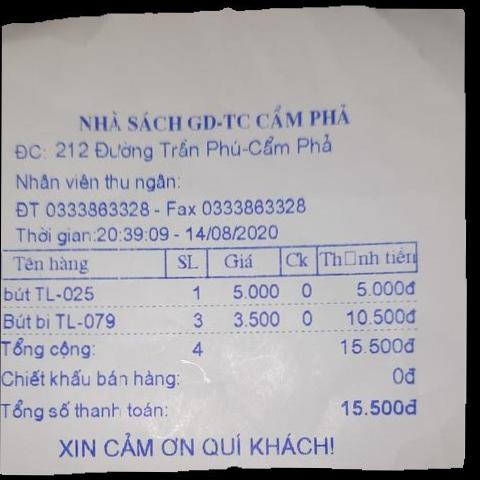 NHÀ SÁCH GD-TC CẨM PHẢ
ĐC: 212 Đường Trần Phú-Cẩm Phả
Nhân viên thu ngân:
ĐT 0333863328 - Fax 0333863328
Thời gian:20:39:09 - 14/08/2020
Tên hàng SL Giá Ck Th□nh tiền
bút TL-025 1 5.000 0 5.000đ
Bút bi TL-079 3 3.500 0 10.500đ
Tổng cộng: 4 15.500đ
Chiết khấu bán hàng: 0đ
Tổng số thanh toán: 15.500đ
XIN CẢM ƠN QUÍ KHÁCH!